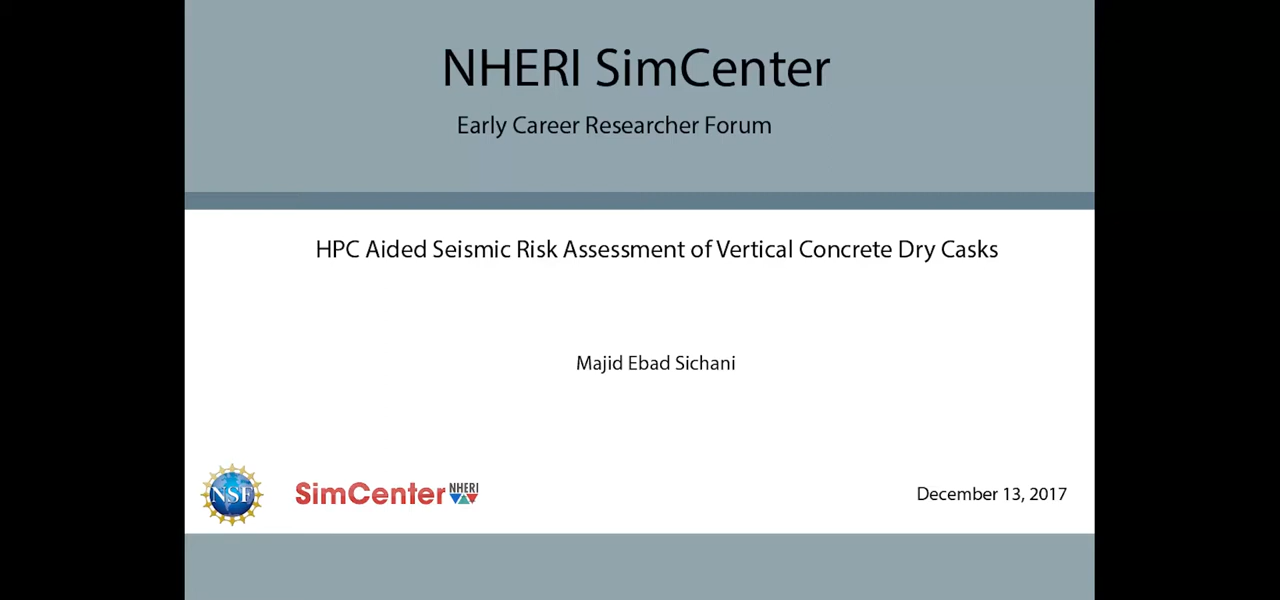 NHERI SimCenter
Early Career Researcher Forum
HPC Aided Seismic Risk Assessment of Vertical Concrete Dry Casks
Majid Ebad Sichani
NSF
SimCenter NHERI
December 13, 2017